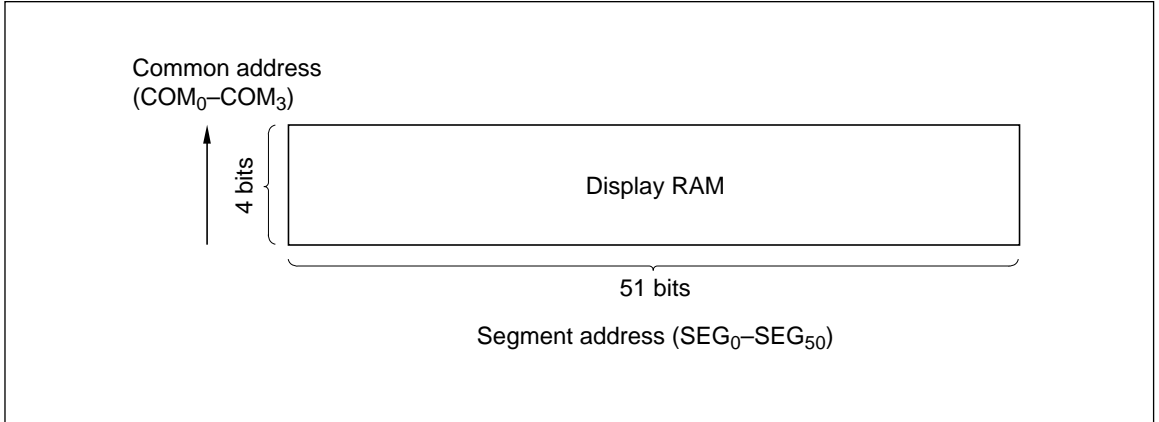 Common address
(COM₀–COM₃)
4 bits
Display RAM
51 bits
Segment address (SEG₀–SEG₅₀)